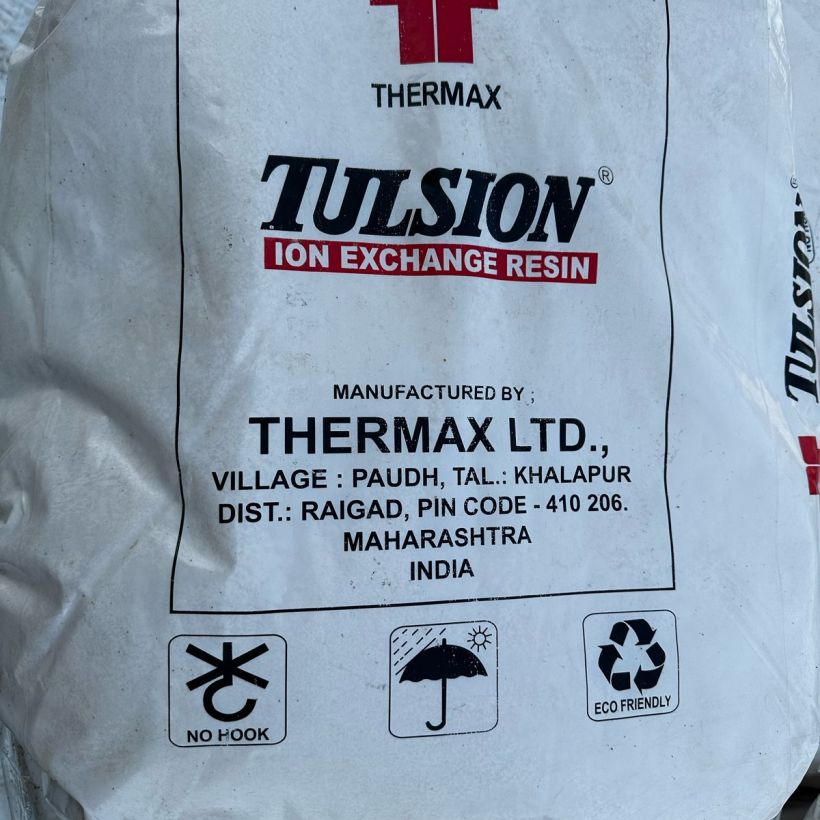 THERMAX
TULSION®
ION EXCHANGE RESIN
MANUFACTURED BY ;
THERMAX LTD.,
VILLAGE : PAUDH, TAL.: KHALAPUR
DIST.: RAIGAD, PIN CODE - 410 206.
MAHARASHTRA
INDIA
NO HOOK
ECO FRIENDLY
TULSION